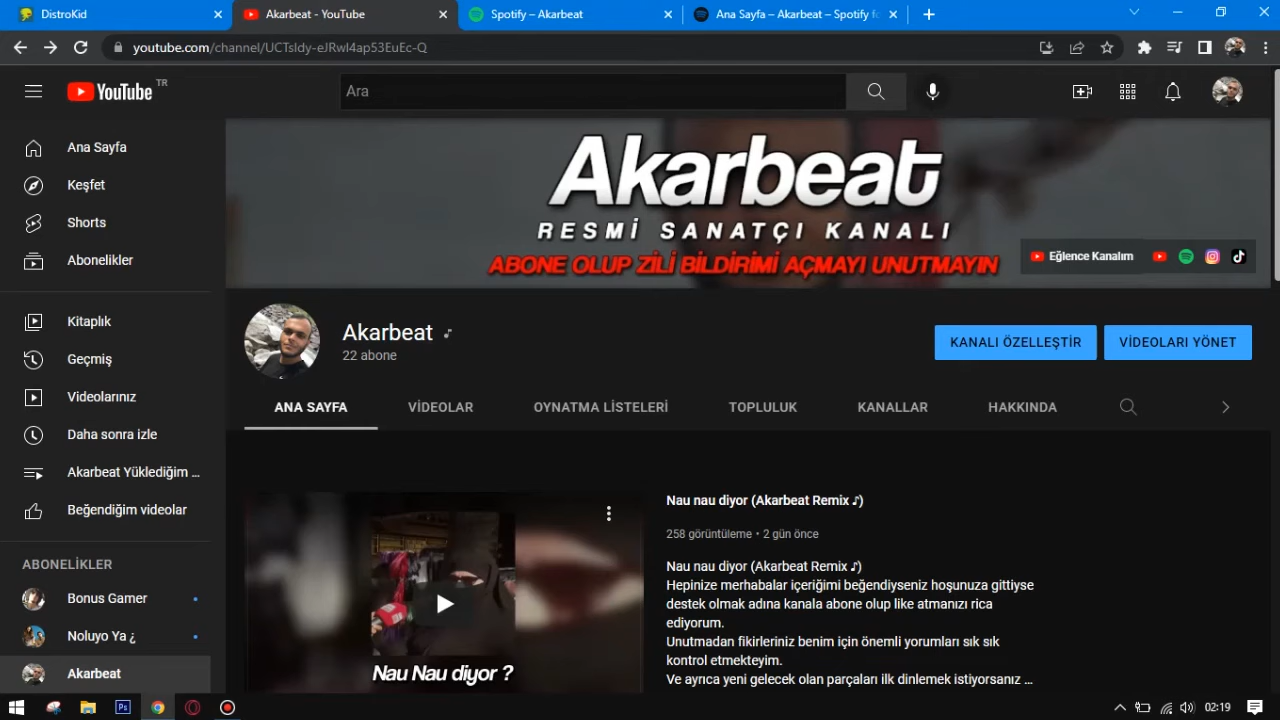 DistroKid
Akarbeat - YouTube
Spotify – Akarbeat
Ana Sayfa – Akarbeat – Spotify fo
youtube.com/channel/UCTsIdy-eJRwI4ap53EuEc-Q
YouTube TR
Ara
Ana Sayfa
Keşfet
Shorts
Abonelikler
Kitaplık
Geçmiş
Videolarınız
Daha sonra izle
Akarbeat Yüklediğim ...
Beğendiğim videolar
ABONELİKLER
Bonus Gamer
Noluyo Ya ¿
Akarbeat
Akarbeat
RESMİ SANATÇI KANALI
ABONE OLUP ZİLİ BİLDİRİMİ AÇMAYI UNUTMAYIN
Eğlence Kanalım
Akarbeat
22 abone
KANALI ÖZELLEŞTİR
VİDEOLARI YÖNET
ANA SAYFA
VİDEOLAR
OYNATMA LİSTELERİ
TOPLULUK
KANALLAR
HAKKINDA
Nau Nau diyor ?
Nau nau diyor (Akarbeat Remix ♪)
258 görüntüleme • 2 gün önce
Nau nau diyor (Akarbeat Remix ♪)
Hepinize merhabalar içeriğimi beğendiyseniz hoşunuza gittiyse
destek olmak adına kanala abone olup like atmanızı rica
ediyorum.
Unutmadan fikirleriniz benim için önemli yorumları sık sık
kontrol etmekteyim.
Ve ayrıca yeni gelecek olan parçaları ilk dinlemek istiyorsanız ...
Ps
02:19